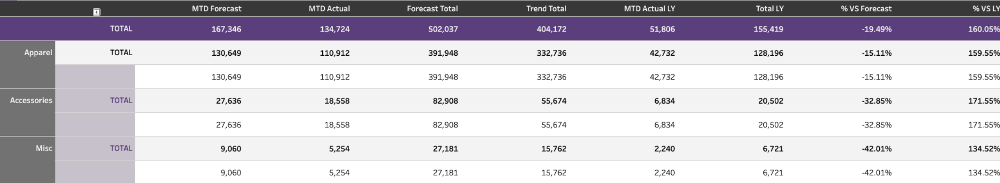 MTD Forecast MTD Actual Forecast Total Trend Total MTD Actual LY Total LY % VS Forecast % VS LY
TOTAL 167,346 134,724 502,037 404,172 51,806 155,419 -19.49% 160.05%
Apparel TOTAL 130,649 110,912 391,948 332,736 42,732 128,196 -15.11% 159.55%
130,649 110,912 391,948 332,736 42,732 128,196 -15.11% 159.55%
Accessories TOTAL 27,636 18,558 82,908 55,674 6,834 20,502 -32.85% 171.55%
27,636 18,558 82,908 55,674 6,834 20,502 -32.85% 171.55%
Misc TOTAL 9,060 5,254 27,181 15,762 2,240 6,721 -42.01% 134.52%
9,060 5,254 27,181 15,762 2,240 6,721 -42.01% 134.52%